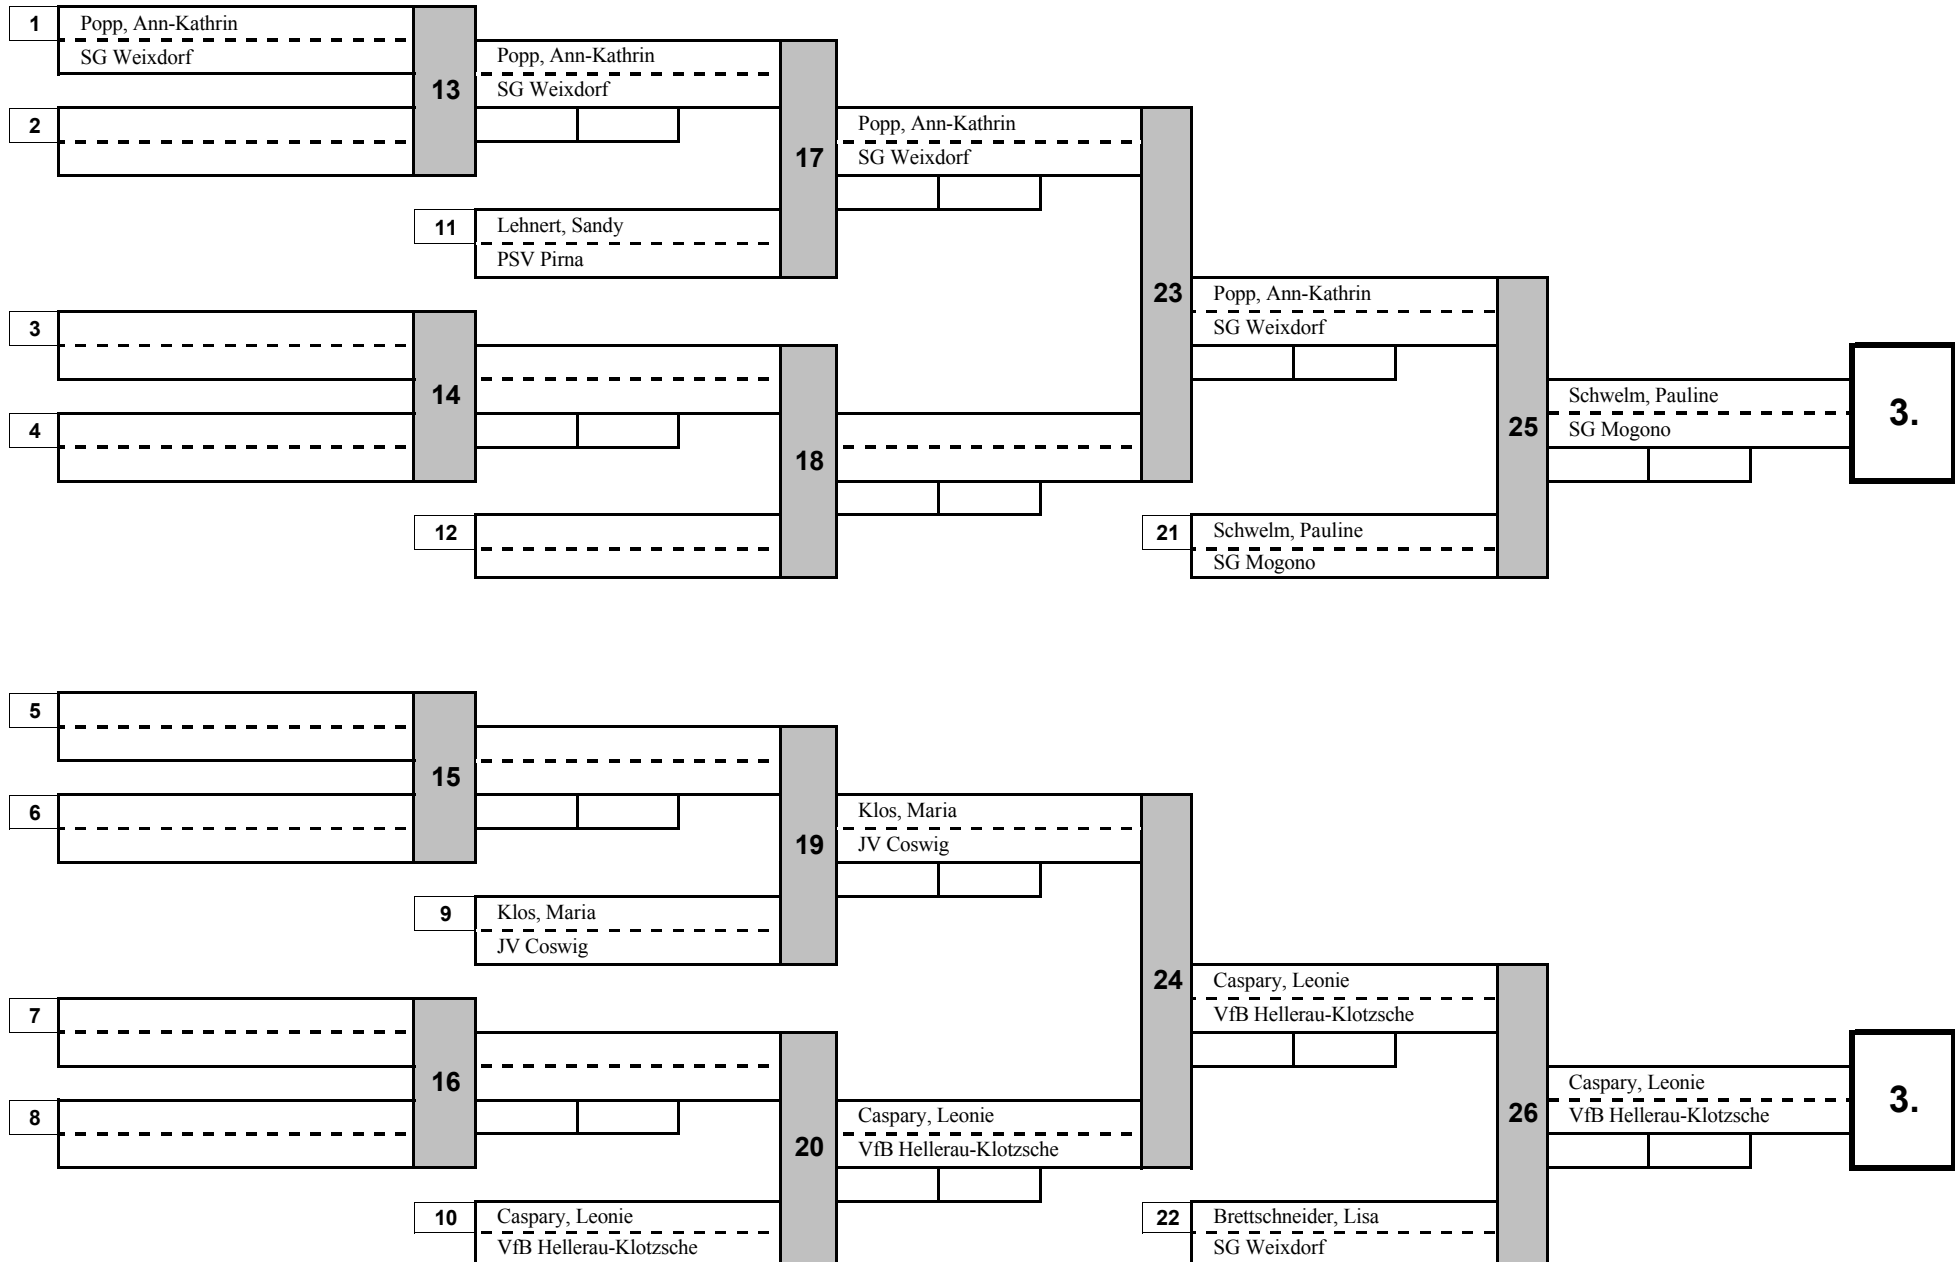 1
Popp, Ann-Kathrin
SG Weixdorf
13
Popp, Ann-Kathrin
SG Weixdorf
2
17
Popp, Ann-Kathrin
SG Weixdorf
11
Lehnert, Sandy
PSV Pirna
23
Popp, Ann-Kathrin
SG Weixdorf
3
14
4
18
12
25
Schwelm, Pauline
SG Mogono
3.
21
Schwelm, Pauline
SG Mogono
5
15
6
19
Klos, Maria
JV Coswig
9
Klos, Maria
JV Coswig
24
Caspary, Leonie
VfB Hellerau-Klotzsche
7
16
8
20
Caspary, Leonie
VfB Hellerau-Klotzsche
10
Caspary, Leonie
VfB Hellerau-Klotzsche
26
Caspary, Leonie
VfB Hellerau-Klotzsche
3.
22
Brettschneider, Lisa
SG Weixdorf